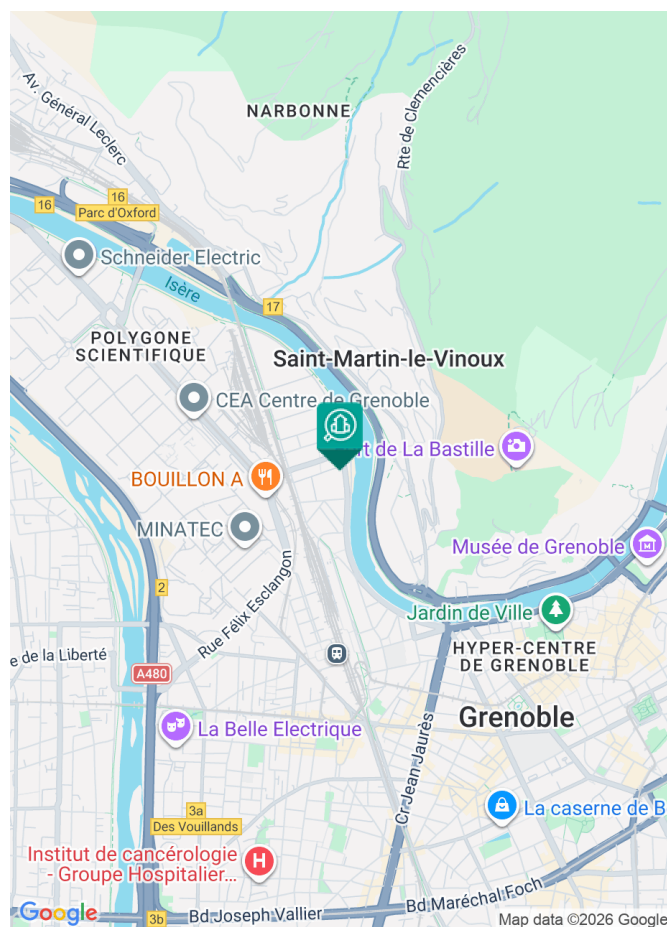 NARBONNE
Av. Général Leclerc
Rte de Clemencières
16
16
Parc d'Oxford
Schneider Electric
Isère
17
POLYGONE
SCIENTIFIQUE
Saint-Martin-le-Vinoux
CEA Centre de Grenoble
rt de La Bastille
BOUILLON A
MINATEC
Musée de Grenoble
2
Rue Félix Esclangon
Jardin de Ville
e de la Liberté
HYPER-CENTRE
DE GRENOBLE
A480
La Belle Electrique
Grenoble
Cr Jean Jaurès
3a
Des Vouillands
La caserne de B
Institut de cancérologie
- Groupe Hospitalier...
H
Bd Maréchal Foch
Google
3b
Bd Joseph Vallier
Map data ©2026 Google